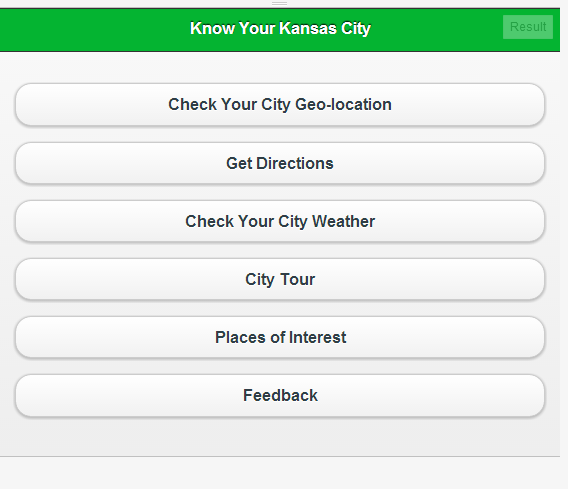 Know Your Kansas City
Result
Check Your City Geo-location
Get Directions
Check Your City Weather
City Tour
Places of Interest
Feedback